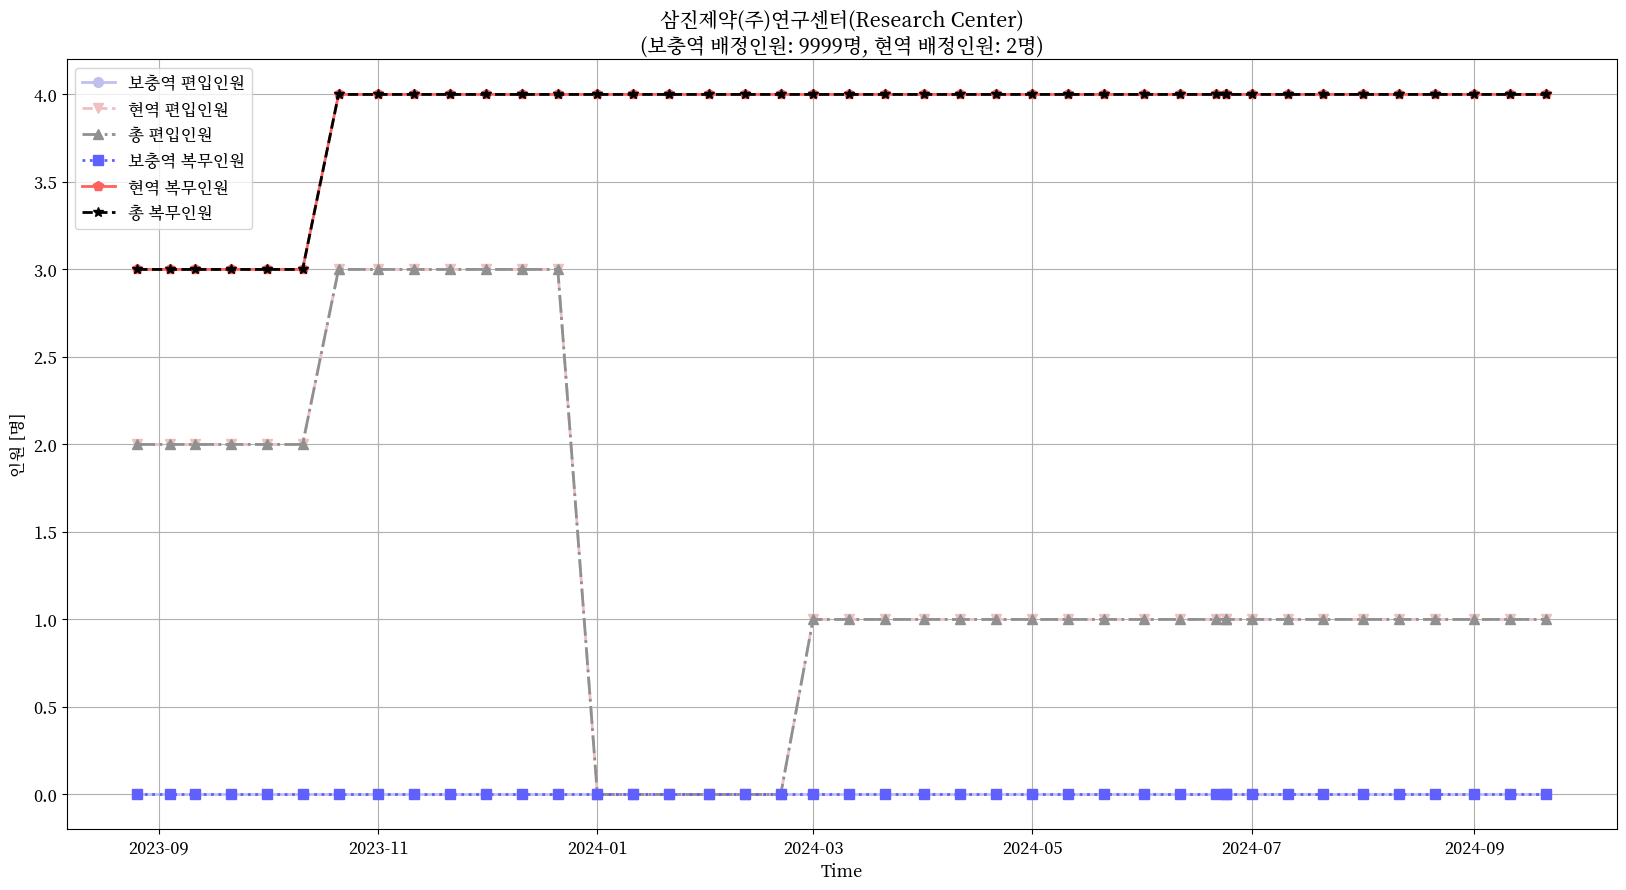 삼진제약(주)연구센터(Research Center)
(보충역 배정인원: 9999명, 현역 배정인원: 2명)
보충역 편입인원
현역 편입인원
총 편입인원
보충역 복무인원
현역 복무인원
총 복무인원
인원 [명]
4.0
3.5
3.0
2.5
2.0
1.5
1.0
0.5
0.0
2023-09
2023-11
2024-01
2024-03
2024-05
2024-07
2024-09
Time